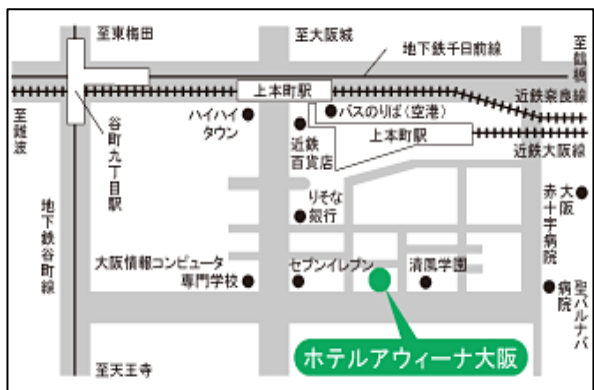 至東梅田
至大阪城
地下鉄千日前線
至鶴橋
上本町駅
近鉄奈良線
ハイハイ
タウン
バスのりば(空港)
上本町駅
至難波
谷町九丁目駅
近鉄
百貨店
近鉄大阪線
りそな
銀行
大阪
赤十字病院
地下鉄谷町線
大阪情報コンピュータ
専門学校
セブンイレブン
清風学園
聖バルナバ
病院
ホテルアウィーナ大阪
至天王寺